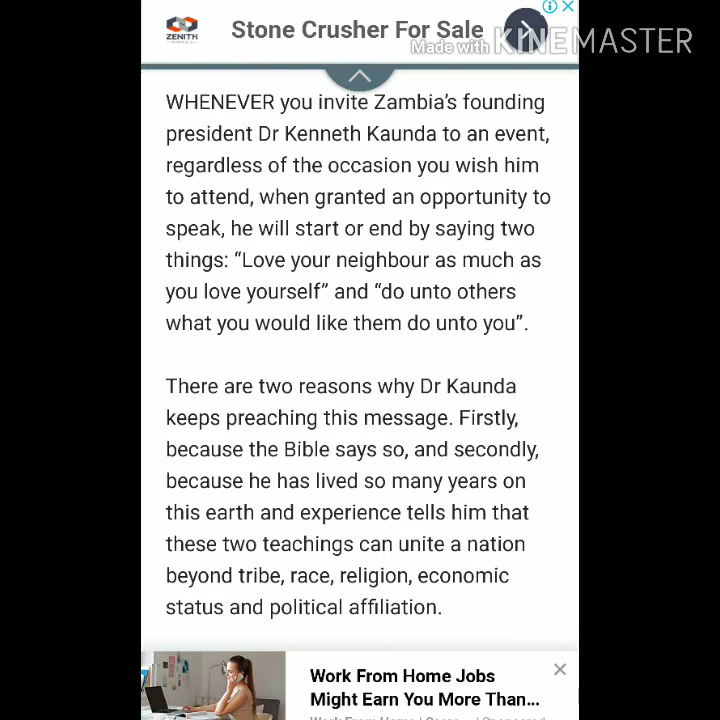 Stone Crusher For Sale
ZENITH
Made with KINEMASTER
WHENEVER you invite Zambia's founding
president Dr Kenneth Kaunda to an event,
regardless of the occasion you wish him
to attend, when granted an opportunity to
speak, he will start or end by saying two
things: “Love your neighbour as much as
you love yourself” and “do unto others
what you would like them do unto you”.
There are two reasons why Dr Kaunda
keeps preaching this message. Firstly,
because the Bible says so, and secondly,
because he has lived so many years on
this earth and experience tells him that
these two teachings can unite a nation
beyond tribe, race, religion, economic
status and political affiliation.
Work From Home Jobs
Might Earn You More Than...